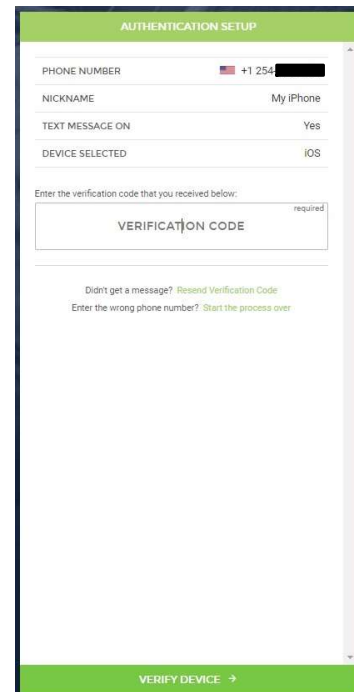 AUTHENTICATION SETUP
PHONE NUMBER +1 254-
NICKNAME My iPhone
TEXT MESSAGE ON Yes
DEVICE SELECTED iOS
Enter the verification code that you received below:
required
VERIFICATION CODE
Didn't get a message? Resend Verification Code
Enter the wrong phone number? Start the process over
VERIFY DEVICE →